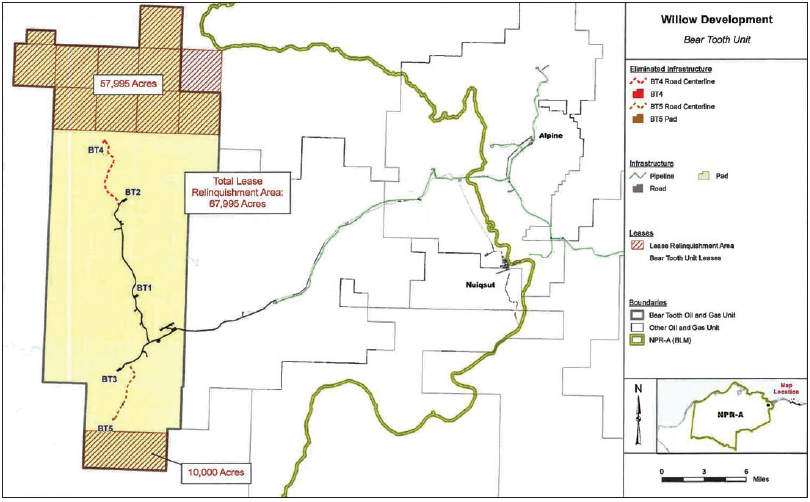 57,995 Acres
BT4
BT2
Total Lease
Relinquishment Area:
67,995 Acres
BT1
BT3
BT5
10,000 Acres
Alpine
Nuiqsut
Willow Development
Bear Tooth Unit
Eliminated Infrastructure
BT4 Road Centerline
BT4
BT5 Road Centerline
BT5 Pad
Infrastructure
Pipeline
Pad
Road
Leases
Lease Relinquishment Area
Bear Tooth Unit Leases
Boundaries
Bear Tooth Oil and Gas Unit
Other Oil and Gas Unit
NPR-A (BLM)
N
Map
Location
NPR-A
0 3 6
Miles